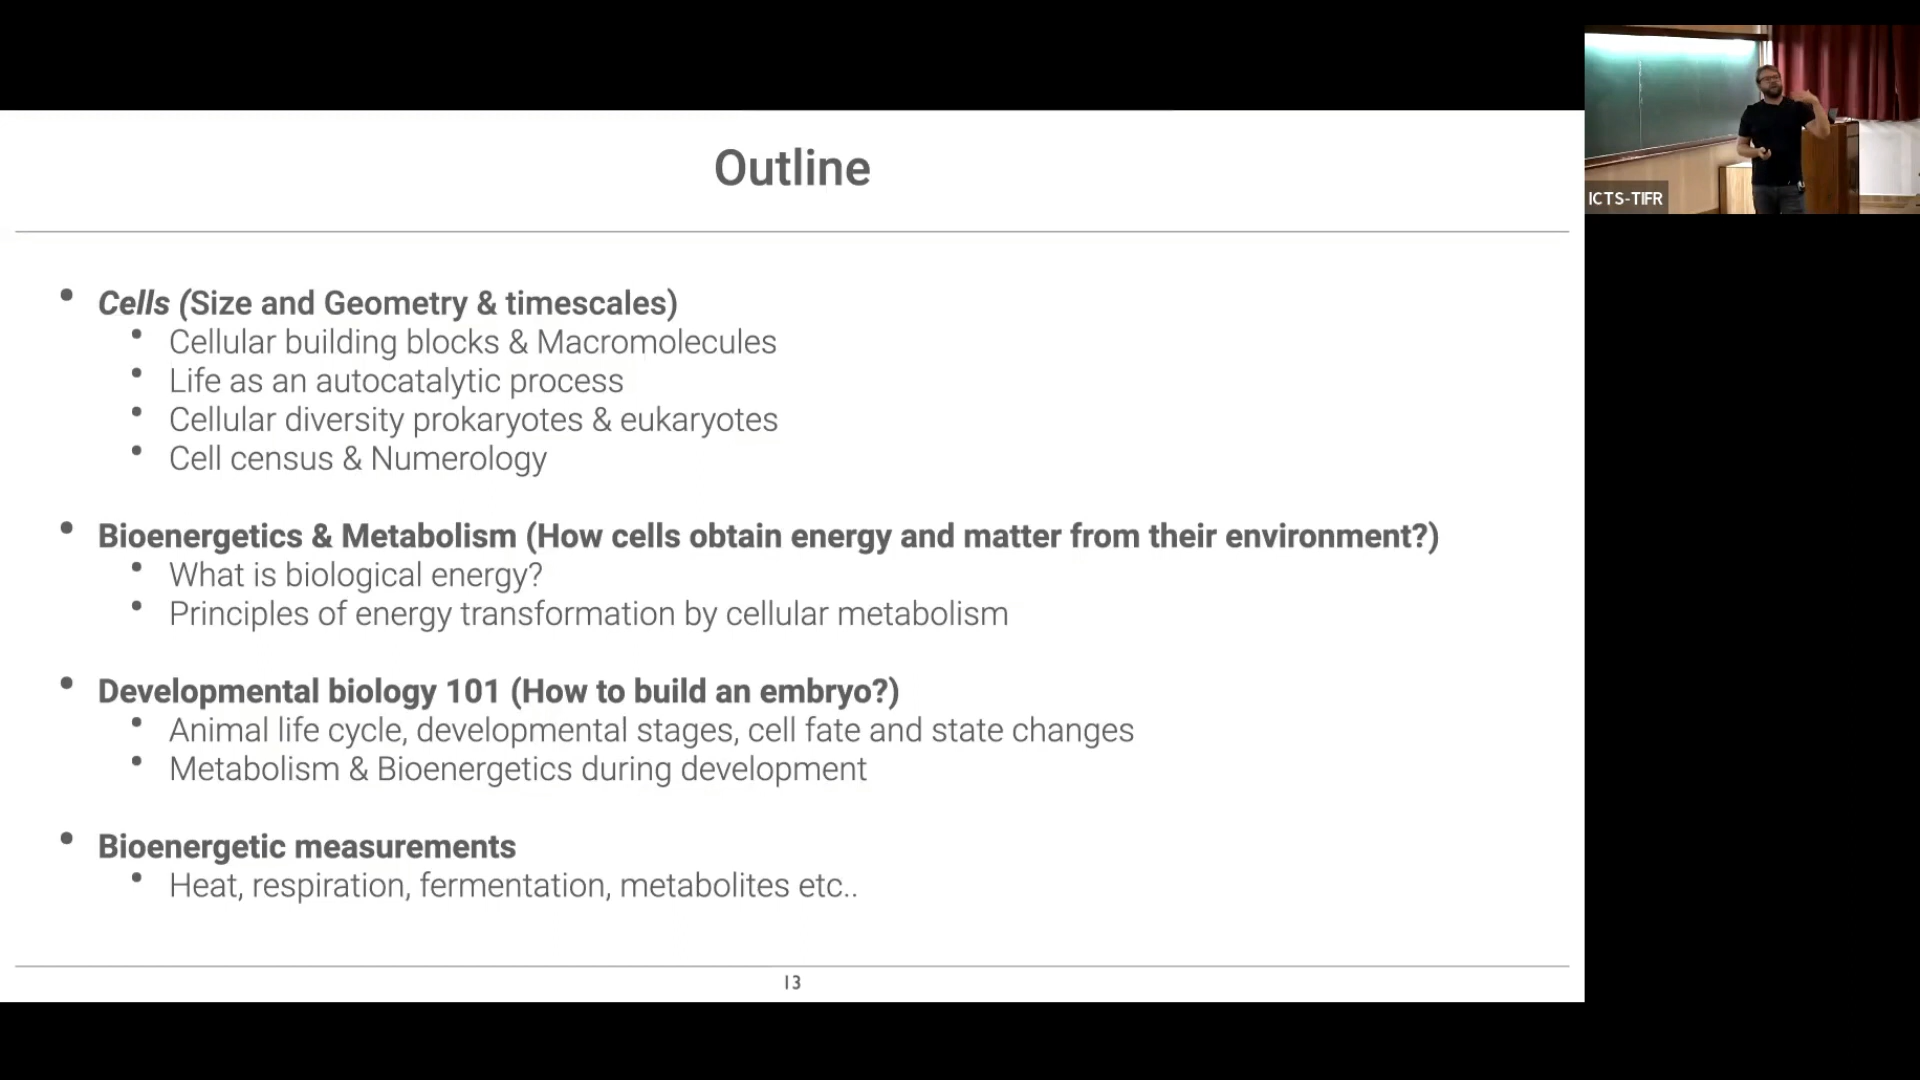 Outline
ICTS-TIFR
• Cells (Size and Geometry & timescales)
• Cellular building blocks & Macromolecules
• Life as an autocatalytic process
• Cellular diversity prokaryotes & eukaryotes
• Cell census & Numerology
• Bioenergetics & Metabolism (How cells obtain energy and matter from their environment?)
• What is biological energy?
• Principles of energy transformation by cellular metabolism
• Developmental biology 101 (How to build an embryo?)
• Animal life cycle, developmental stages, cell fate and state changes
• Metabolism & Bioenergetics during development
• Bioenergetic measurements
• Heat, respiration, fermentation, metabolites etc..
13